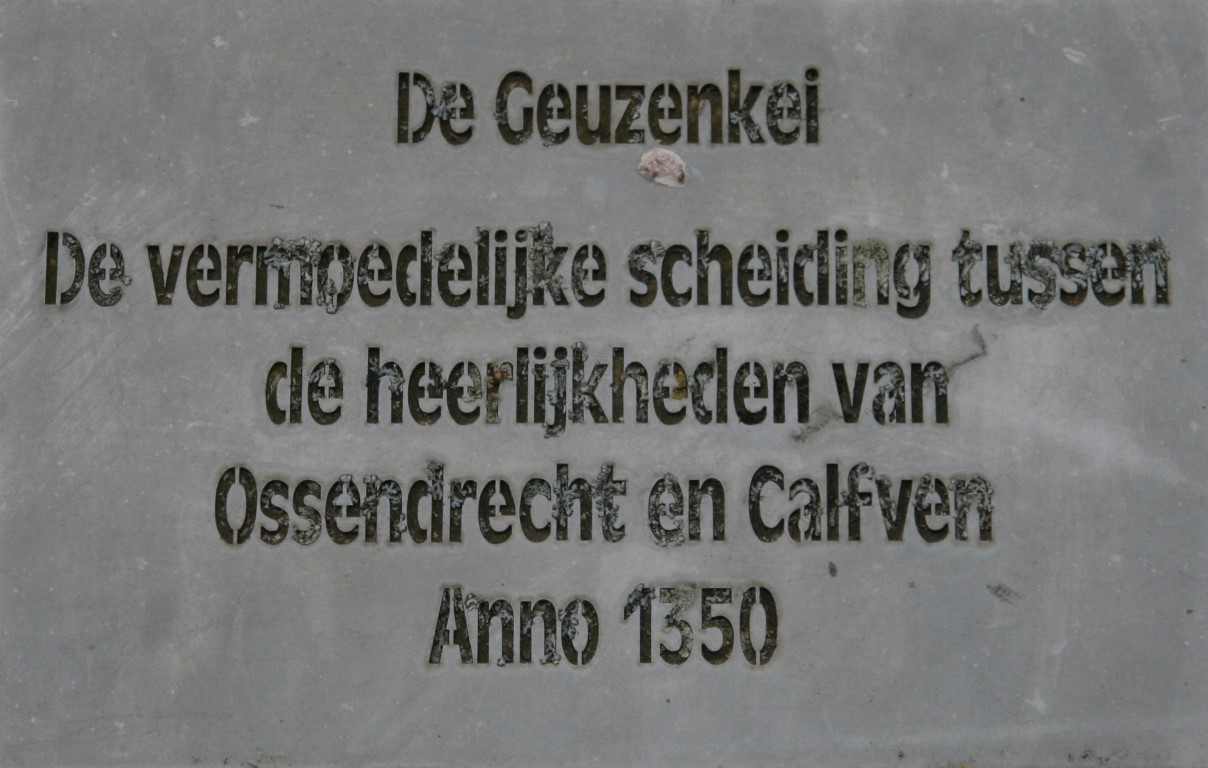 De Geuzenkei
De vermoedelijke scheiding tussen
de heerlijkheden van
Ossendrecht en Calfven
Anno 1350